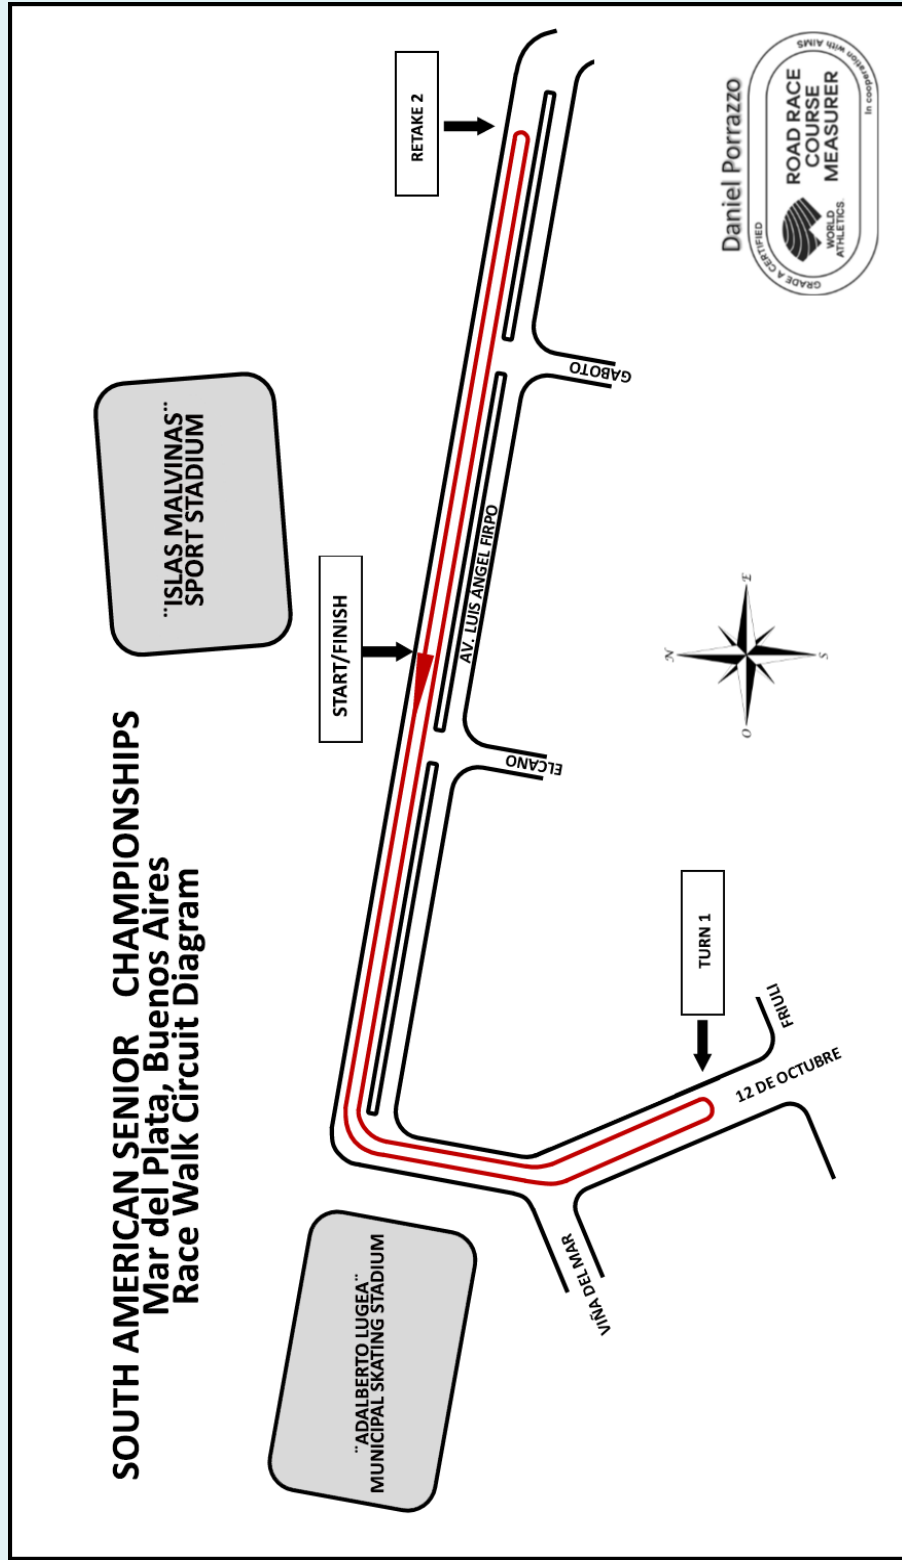 SOUTH AMERICAN SENIOR CHAMPIONSHIPS
Mar del Plata, Buenos Aires
Race Walk Circuit Diagram
¨ISLAS MALVINAS¨
SPORT STADIUM
RETAKE 2
START/FINISH
¨ADALBERTO LUGEA¨
MUNICIPAL SKATING STADIUM
AV. LUIS ÁNGEL FIRPO
GABOTO
ELCANO
VIÑA DEL MAR
TURN 1
FRIULI
12 DE OCTUBRE
N
E
S
O
Daniel Porrazzo
GRADE A CERTIFIED
WORLD
ATHLETICS.
ROAD RACE
COURSE
MEASURER
In cooperation with AIMS